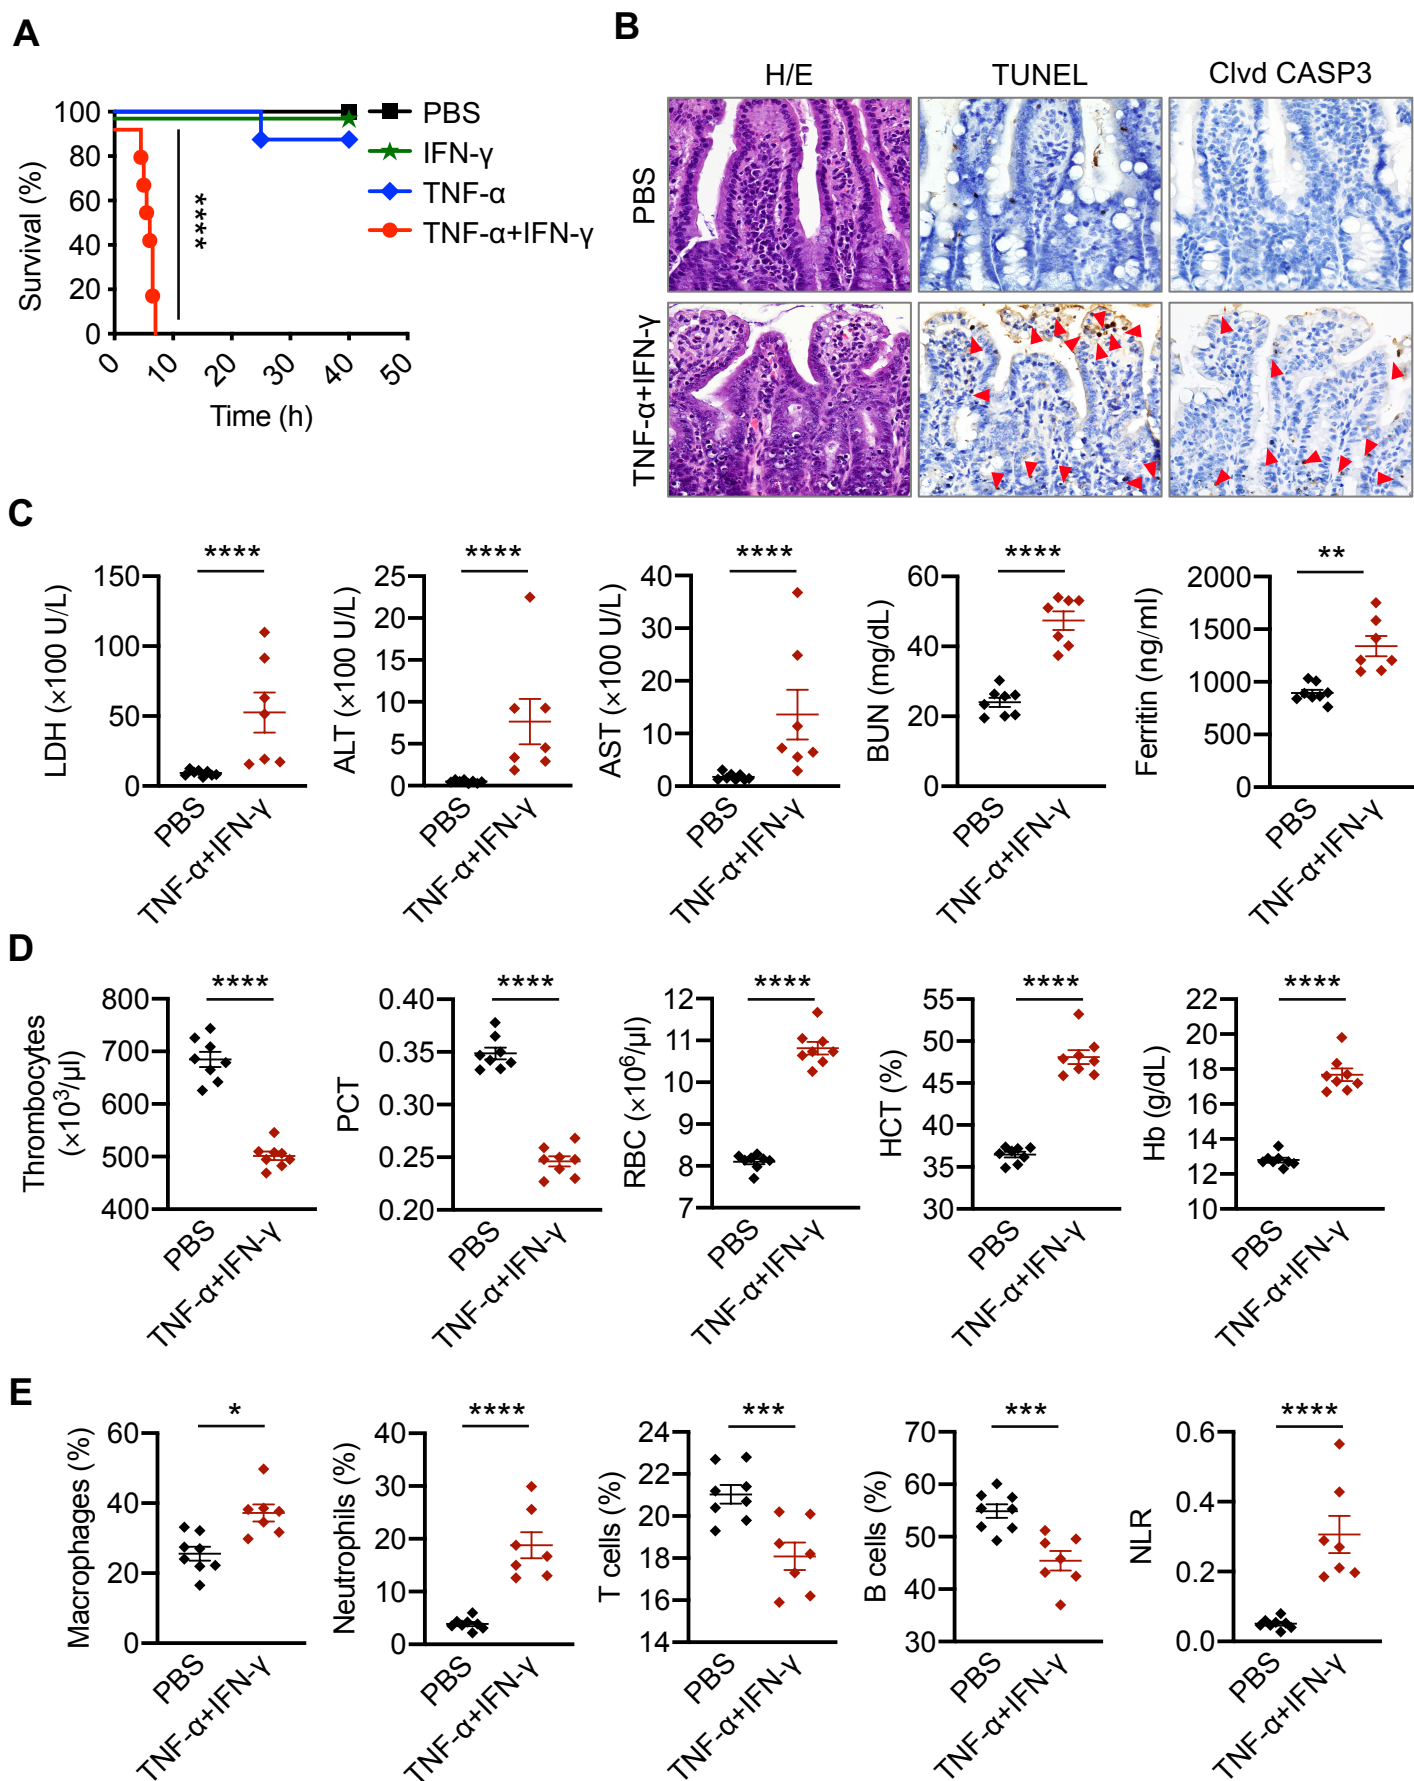 A
Survival (%)
100
80
60
40
20
0
0 10 20 30 40 50
Time (h)
****
PBS
IFN-γ
TNF-α
TNF-α+IFN-γ
B
H/E TUNEL Clvd CASP3
PBS
TNF-α+IFN-γ
C
LDH (×100 U/L)
150
100
50
0
****
PBS
TNF-α+IFN-γ
ALT (×100 U/L)
25
20
15
10
5
0
****
PBS
TNF-α+IFN-γ
AST (×100 U/L)
40
30
20
10
0
****
PBS
TNF-α+IFN-γ
BUN (mg/dL)
60
40
20
0
****
PBS
TNF-α+IFN-γ
Ferritin (ng/ml)
2000
1500
1000
500
0
**
PBS
TNF-α+IFN-γ
D
Thrombocytes
(×10³/μl)
800
700
600
500
400
****
PBS
TNF-α+IFN-γ
PCT
0.40
0.35
0.30
0.25
0.20
****
PBS
TNF-α+IFN-γ
RBC (×10⁶/μl)
12
11
10
9
8
7
****
PBS
TNF-α+IFN-γ
HCT (%)
55
50
45
40
35
30
****
PBS
TNF-α+IFN-γ
Hb (g/dL)
22
20
18
16
14
12
10
****
PBS
TNF-α+IFN-γ
E
Macrophages (%)
60
40
20
0
*
PBS
TNF-α+IFN-γ
Neutrophils (%)
40
30
20
10
0
****
PBS
TNF-α+IFN-γ
T cells (%)
24
22
20
18
16
14
***
PBS
TNF-α+IFN-γ
B cells (%)
70
60
50
40
30
***
PBS
TNF-α+IFN-γ
NLR
0.6
0.4
0.2
0.0
****
PBS
TNF-α+IFN-γ